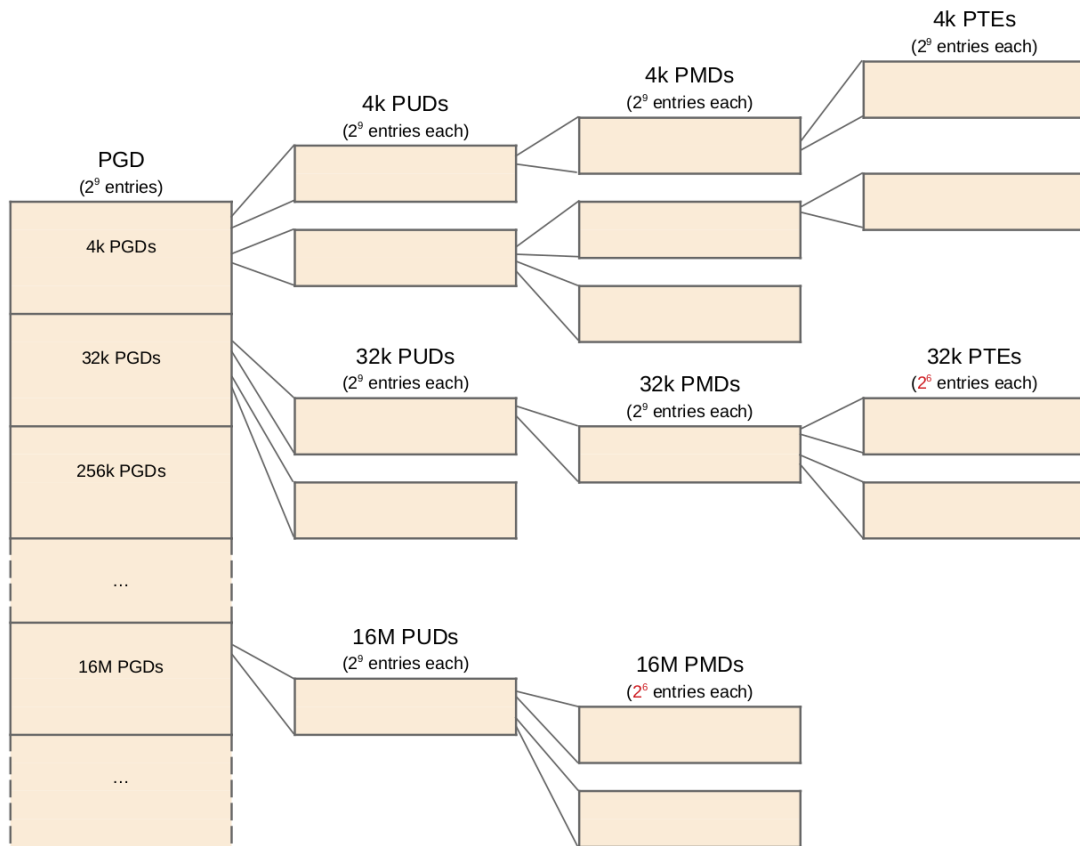 4k PTEs
(2⁹ entries each)
4k PMDs
(2⁹ entries each)
4k PUDs
(2⁹ entries each)
PGD
(2⁹ entries)
4k PGDs
32k PGDs
32k PUDs
(2⁹ entries each)
32k PMDs
(2⁹ entries each)
32k PTEs
(2⁶ entries each)
256k PGDs
...
16M PGDs
16M PUDs
(2⁹ entries each)
16M PMDs
(2⁶ entries each)
...